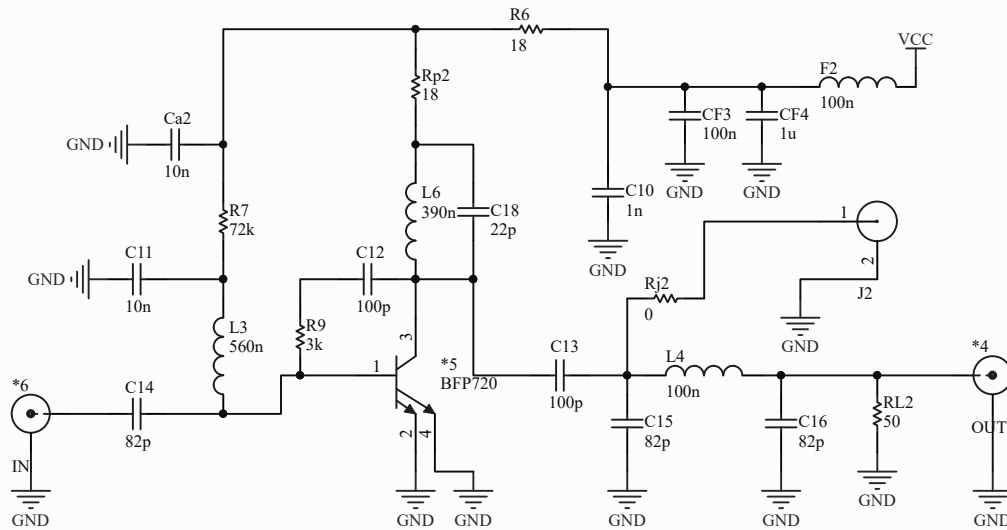 R6
18
VCC
F2
100n
Rp2
18
CF3
100n
CF4
1u
Ca2
GND
10n
GND
GND
L6
390n
C18
22p
C10
1n
R7
72k
GND
1
2
J2
C11
GND
10n
C12
100p
Rj2
0
GND
R9
3k
L3
560n
3
1
*5
BFP720
C13
100p
L4
100n
*4
*6
C14
82p
2
4
C15
82p
C16
82p
RL2
50
OUT
IN
GND
GND
GND
GND
GND
GND
GND